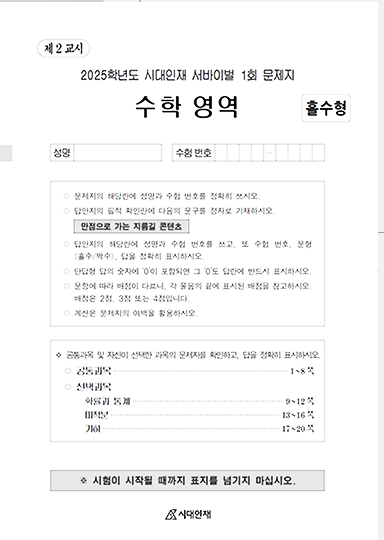 제 2 교시
2025학년도 시대인재 서바이벌 1회 문제지
수학 영역
홀수형
성명
수험 번호
－
○ 문제지의 해당란에 성명과 수험 번호를 정확히 쓰시오.
○ 답안지의 필적 확인란에 다음의 문구를 정자로 기재하시오.
만점으로 가는 지름길 콘텐츠
○ 답안지의 해당란에 성명과 수험 번호를 쓰고, 또 수험 번호, 문형
(홀수/짝수), 답을 정확히 표시하시오.
○ 단답형 답의 숫자에 ‘0’이 포함되면 그 ‘0’도 답란에 반드시 표시하시오.
○ 문항에 따라 배점이 다르니, 각 물음의 끝에 표시된 배점을 참고하시오.
배점은 2점, 3점 또는 4점입니다.
○ 계산은 문제지의 여백을 활용하시오.
※ 공통과목 및 자신이 선택한 과목의 문제지를 확인하고, 답을 정확히 표시하시오.
○ 공통과목 1~8 쪽
○ 선택과목
확률과 통계 9~12 쪽
미적분 13~16 쪽
기하 17~20 쪽
※ 시험이 시작될 때까지 표지를 넘기지 마십시오.
시대인재